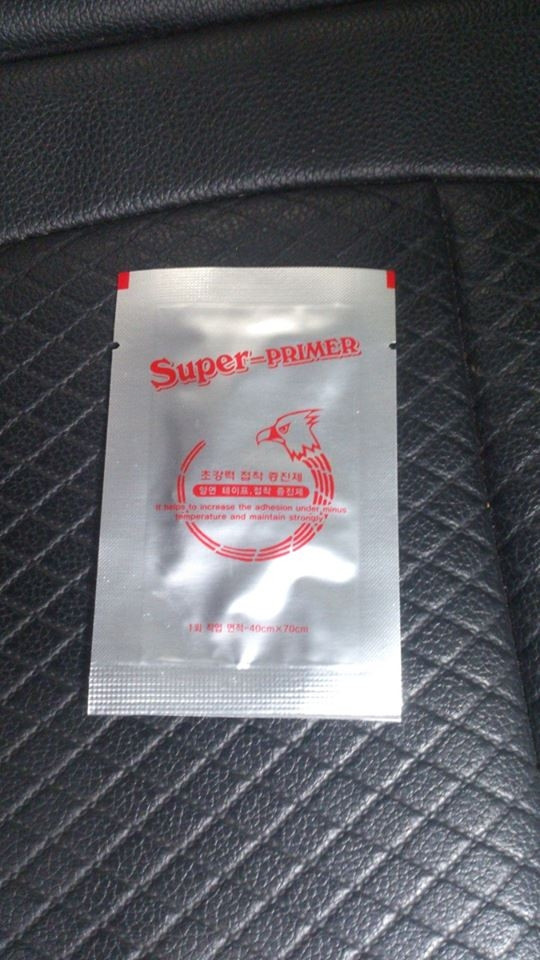 Super-PRIMER
초강력 접착 증진제
양면 테이프, 접착 증진제
It helps to increase the adhesion under minus
temperature and maintain strongly
1회 작업 면적-40cm×70cm